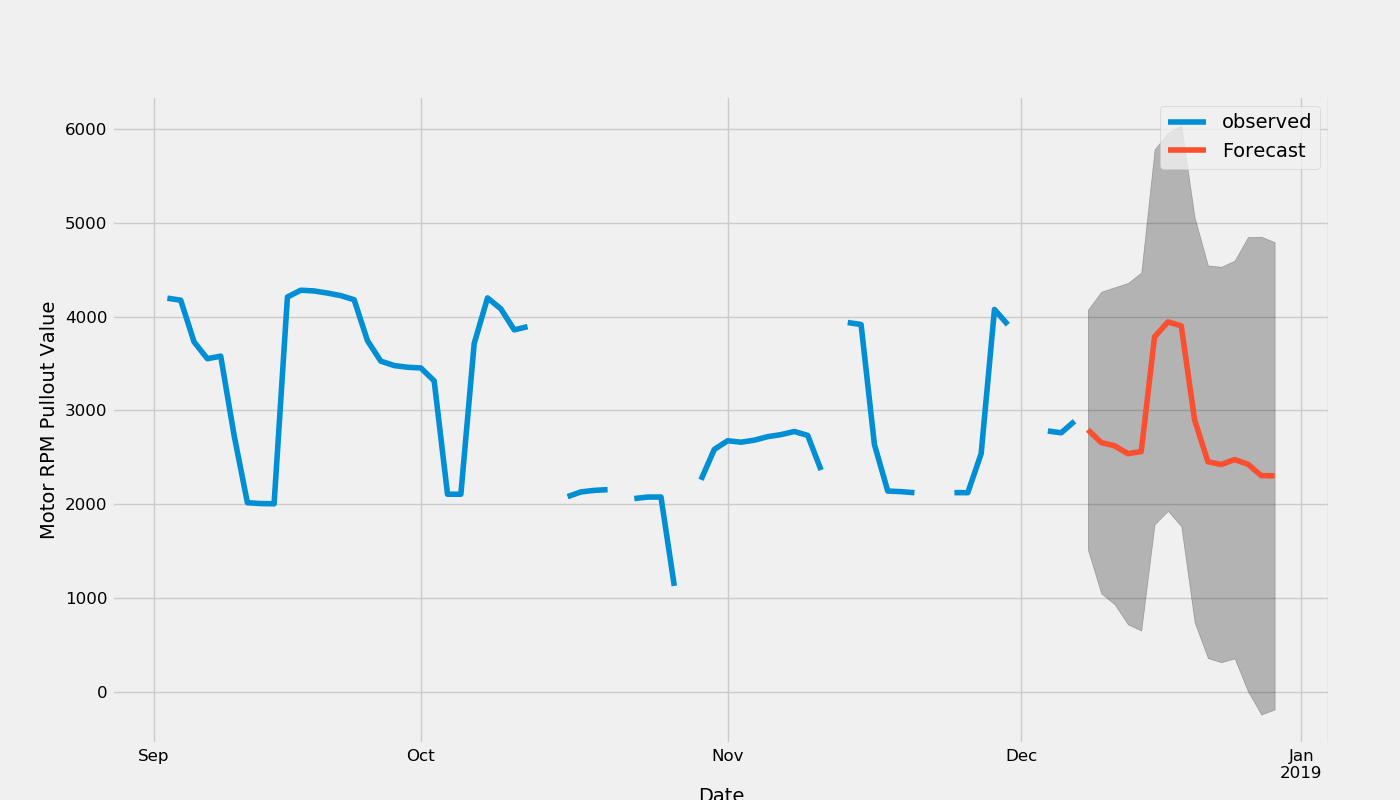 observed
Forecast
6000
5000
4000
3000
2000
1000
0
Motor RPM Pullout Value
Sep
Oct
Nov
Dec
Jan
2019
Date